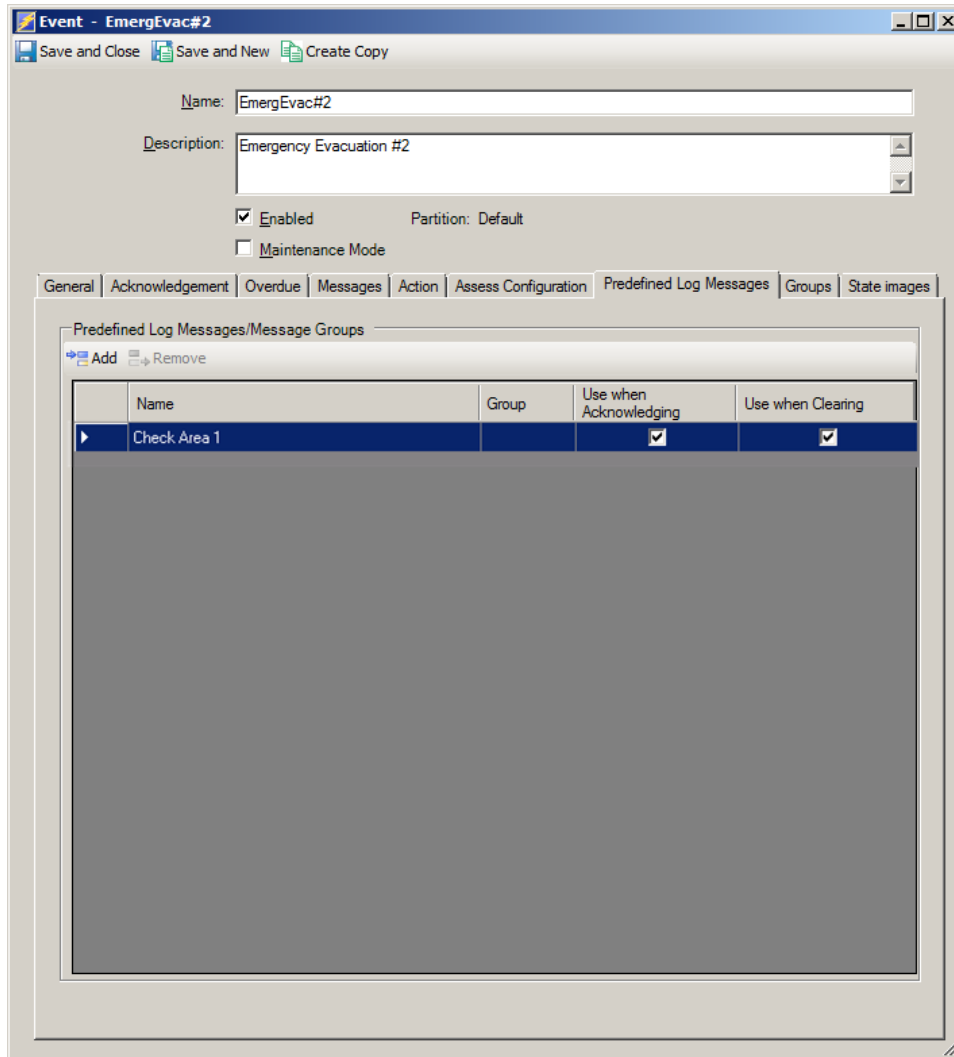 Event - EmergEvac#2
Save and Close Save and New Create Copy
Name: EmergEvac#2
Description: Emergency Evacuation #2
Enabled Partition: Default
Maintenance Mode
General Acknowledgement Overdue Messages Action Assess Configuration Predefined Log Messages Groups State images
Predefined Log Messages/Message Groups
Add Remove
Name Group Use when Acknowledging Use when Clearing
Check Area 1